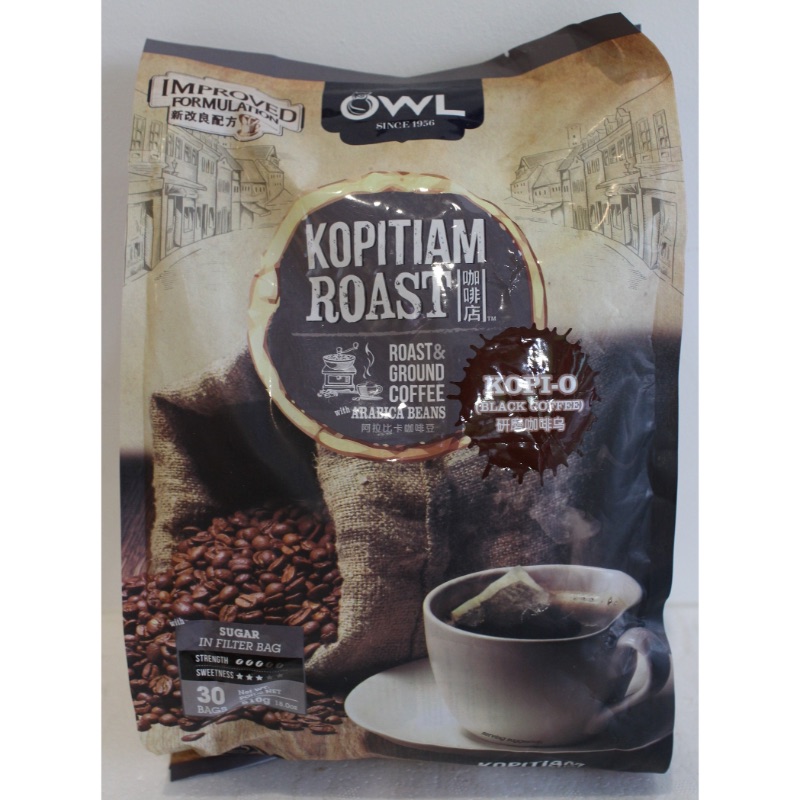 IMPROVED
FORMULATION
新改良配方
OWL
SINCE 1956
KOPITIAM
ROAST
咖啡店
TM
ROAST&
GROUND
COFFEE
with ARABICA BEANS
阿拉比卡咖啡豆
KOPI-O
(BLACK COFFEE)
研磨咖啡乌
with
SUGAR
IN FILTER BAG
STRENGTH
SWEETNESS
30
BAGS
KOPITIAM